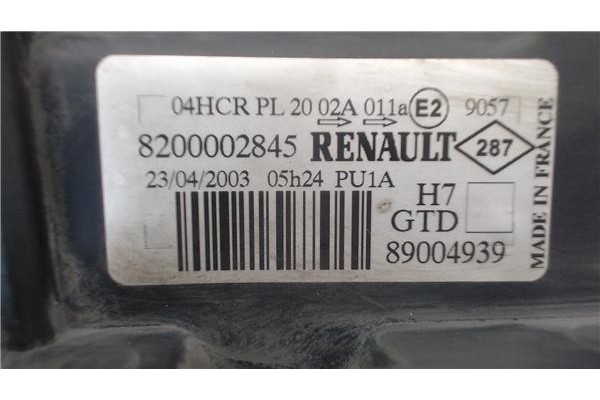 04HCR PL 20 02A 011a E2 9057
8200002845 RENAULT 287
23/04/2003 05h24 PU1A
H7
GTD
89004939
MADE IN FRANCE